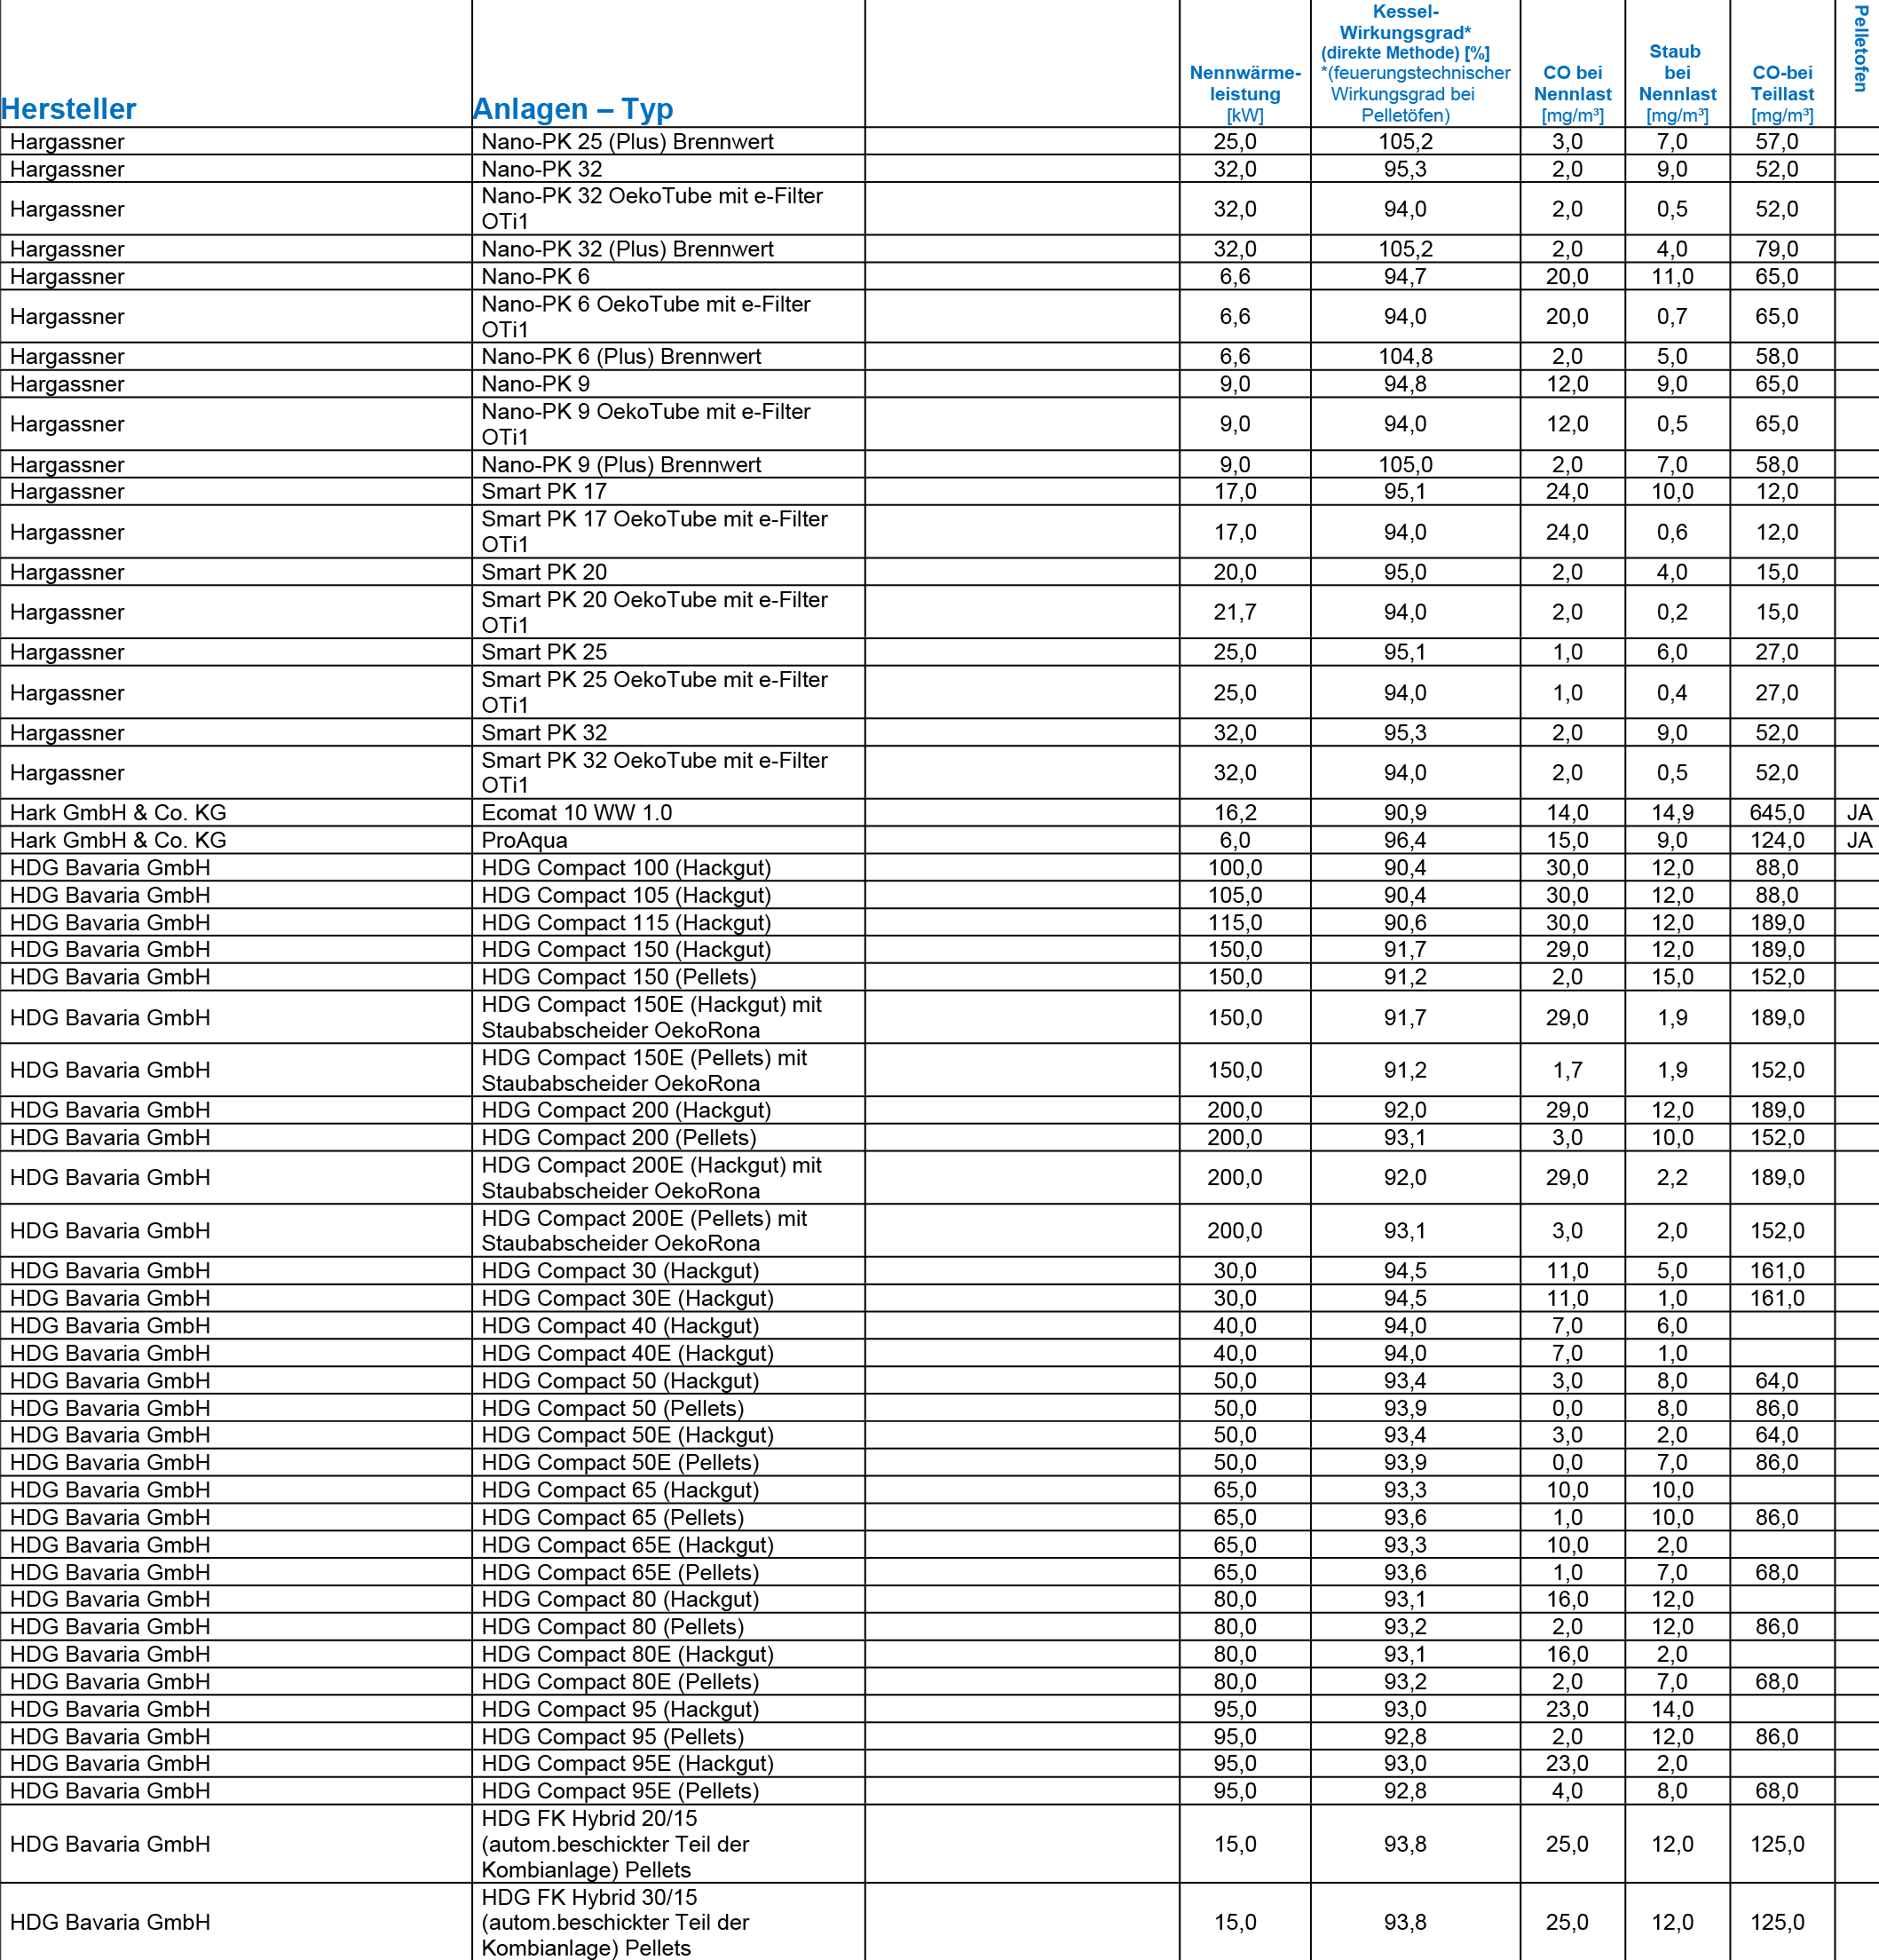 Hersteller Anlagen – Typ Nennwärme-leistung [kW] Kessel-Wirkungsgrad* (direkte Methode) [%] *(feuerungstechnischer Wirkungsgrad bei Pelletöfen) CO bei Nennlast [mg/m³] Staub bei Nennlast [mg/m³] CO-bei Teillast [mg/m³] Pelletofen
Hargassner Nano-PK 25 (Plus) Brennwert 25,0 105,2 3,0 7,0 57,0
Hargassner Nano-PK 32 32,0 95,3 2,0 9,0 52,0
Hargassner Nano-PK 32 OekoTube mit e-Filter OTi1 32,0 94,0 2,0 0,5 52,0
Hargassner Nano-PK 32 (Plus) Brennwert 32,0 105,2 2,0 4,0 79,0
Hargassner Nano-PK 6 6,6 94,7 20,0 11,0 65,0
Hargassner Nano-PK 6 OekoTube mit e-Filter OTi1 6,6 94,0 20,0 0,7 65,0
Hargassner Nano-PK 6 (Plus) Brennwert 6,6 104,8 2,0 5,0 58,0
Hargassner Nano-PK 9 9,0 94,8 12,0 9,0 65,0
Hargassner Nano-PK 9 OekoTube mit e-Filter OTi1 9,0 94,0 12,0 0,5 65,0
Hargassner Nano-PK 9 (Plus) Brennwert 9,0 105,0 2,0 7,0 58,0
Hargassner Smart PK 17 17,0 95,1 24,0 10,0 12,0
Hargassner Smart PK 17 OekoTube mit e-Filter OTi1 17,0 94,0 24,0 0,6 12,0
Hargassner Smart PK 20 20,0 95,0 2,0 4,0 15,0
Hargassner Smart PK 20 OekoTube mit e-Filter OTi1 21,7 94,0 2,0 0,2 15,0
Hargassner Smart PK 25 25,0 95,1 1,0 6,0 27,0
Hargassner Smart PK 25 OekoTube mit e-Filter OTi1 25,0 94,0 1,0 0,4 27,0
Hargassner Smart PK 32 32,0 95,3 2,0 9,0 52,0
Hargassner Smart PK 32 OekoTube mit e-Filter OTi1 32,0 94,0 2,0 0,5 52,0
Hark GmbH & Co. KG Ecomat 10 WW 1.0 16,2 90,9 14,0 14,9 645,0 JA
Hark GmbH & Co. KG ProAqua 6,0 96,4 15,0 9,0 124,0 JA
HDG Bavaria GmbH HDG Compact 100 (Hackgut) 100,0 90,4 30,0 12,0 88,0
HDG Bavaria GmbH HDG Compact 105 (Hackgut) 105,0 90,4 30,0 12,0 88,0
HDG Bavaria GmbH HDG Compact 115 (Hackgut) 115,0 90,6 30,0 12,0 189,0
HDG Bavaria GmbH HDG Compact 150 (Hackgut) 150,0 91,7 29,0 12,0 189,0
HDG Bavaria GmbH HDG Compact 150 (Pellets) 150,0 91,2 2,0 15,0 152,0
HDG Bavaria GmbH HDG Compact 150E (Hackgut) mit Staubabscheider OekoRona 150,0 91,7 29,0 1,9 189,0
HDG Bavaria GmbH HDG Compact 150E (Pellets) mit Staubabscheider OekoRona 150,0 91,2 1,7 1,9 152,0
HDG Bavaria GmbH HDG Compact 200 (Hackgut) 200,0 92,0 29,0 12,0 189,0
HDG Bavaria GmbH HDG Compact 200 (Pellets) 200,0 93,1 3,0 10,0 152,0
HDG Bavaria GmbH HDG Compact 200E (Hackgut) mit Staubabscheider OekoRona 200,0 92,0 29,0 2,2 189,0
HDG Bavaria GmbH HDG Compact 200E (Pellets) mit Staubabscheider OekoRona 200,0 93,1 3,0 2,0 152,0
HDG Bavaria GmbH HDG Compact 30 (Hackgut) 30,0 94,5 11,0 5,0 161,0
HDG Bavaria GmbH HDG Compact 30E (Hackgut) 30,0 94,5 11,0 1,0 161,0
HDG Bavaria GmbH HDG Compact 40 (Hackgut) 40,0 94,0 7,0 6,0
HDG Bavaria GmbH HDG Compact 40E (Hackgut) 40,0 94,0 7,0 1,0
HDG Bavaria GmbH HDG Compact 50 (Hackgut) 50,0 93,4 3,0 8,0 64,0
HDG Bavaria GmbH HDG Compact 50 (Pellets) 50,0 93,9 0,0 8,0 86,0
HDG Bavaria GmbH HDG Compact 50E (Hackgut) 50,0 93,4 3,0 2,0 64,0
HDG Bavaria GmbH HDG Compact 50E (Pellets) 50,0 93,9 0,0 7,0 86,0
HDG Bavaria GmbH HDG Compact 65 (Hackgut) 65,0 93,3 10,0 10,0
HDG Bavaria GmbH HDG Compact 65 (Pellets) 65,0 93,6 1,0 10,0 86,0
HDG Bavaria GmbH HDG Compact 65E (Hackgut) 65,0 93,3 10,0 2,0
HDG Bavaria GmbH HDG Compact 65E (Pellets) 65,0 93,6 1,0 7,0 68,0
HDG Bavaria GmbH HDG Compact 80 (Hackgut) 80,0 93,1 16,0 12,0
HDG Bavaria GmbH HDG Compact 80 (Pellets) 80,0 93,2 2,0 12,0 86,0
HDG Bavaria GmbH HDG Compact 80E (Hackgut) 80,0 93,1 16,0 2,0
HDG Bavaria GmbH HDG Compact 80E (Pellets) 80,0 93,2 2,0 7,0 68,0
HDG Bavaria GmbH HDG Compact 95 (Hackgut) 95,0 93,0 23,0 14,0
HDG Bavaria GmbH HDG Compact 95 (Pellets) 95,0 92,8 2,0 12,0 86,0
HDG Bavaria GmbH HDG Compact 95E (Hackgut) 95,0 93,0 23,0 2,0
HDG Bavaria GmbH HDG Compact 95E (Pellets) 95,0 92,8 4,0 8,0 68,0
HDG Bavaria GmbH HDG FK Hybrid 20/15 (autom.beschickter Teil der Kombianlage) Pellets 15,0 93,8 25,0 12,0 125,0
HDG Bavaria GmbH HDG FK Hybrid 30/15 (autom.beschickter Teil der Kombianlage) Pellets 15,0 93,8 25,0 12,0 125,0